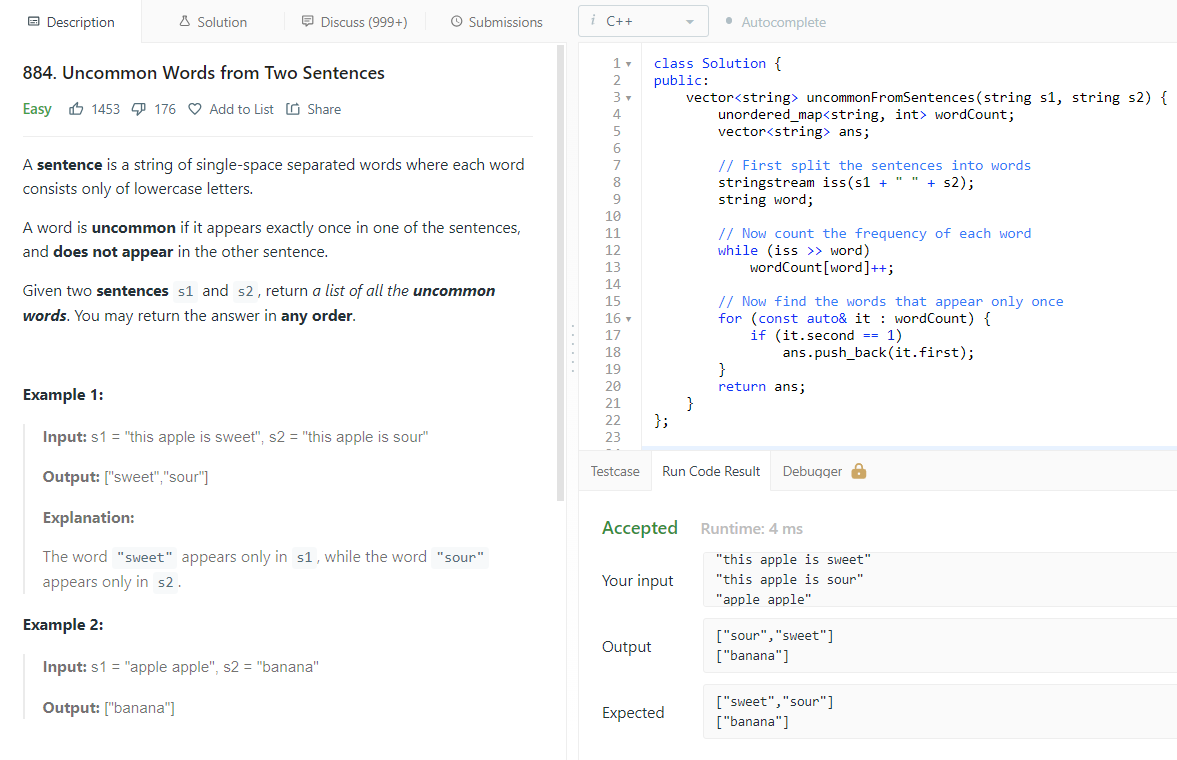 Description
Solution
Discuss (999+)
Submissions
884. Uncommon Words from Two Sentences
Easy 1453 176 Add to List Share
A sentence is a string of single-space separated words where each word
consists only of lowercase letters.
A word is uncommon if it appears exactly once in one of the sentences,
and does not appear in the other sentence.
Given two sentences s1 and s2, return a list of all the uncommon
words. You may return the answer in any order.
Example 1:
Input: s1 = "this apple is sweet", s2 = "this apple is sour"
Output: ["sweet","sour"]
Explanation:
The word "sweet" appears only in s1, while the word "sour"
appears only in s2.
Example 2:
Input: s1 = "apple apple", s2 = "banana"
Output: ["banana"]
i C++
Autocomplete
1 class Solution {
2 public:
3     vector<string> uncommonFromSentences(string s1, string s2) {
4         unordered_map<string, int> wordCount;
5         vector<string> ans;
6
7         // First split the sentences into words
8         stringstream iss(s1 + " " + s2);
9         string word;
10
11         // Now count the frequency of each word
12         while (iss >> word)
13             wordCount[word]++;
14
15         // Now find the words that appear only once
16         for (const auto& it : wordCount) {
17             if (it.second == 1)
18                 ans.push_back(it.first);
19         }
20         return ans;
21     }
22 };
23
Testcase
Run Code Result
Debugger
Accepted Runtime: 4 ms
Your input
"this apple is sweet"
"this apple is sour"
"apple apple"
Output
["sour","sweet"]
["banana"]
Expected
["sweet","sour"]
["banana"]